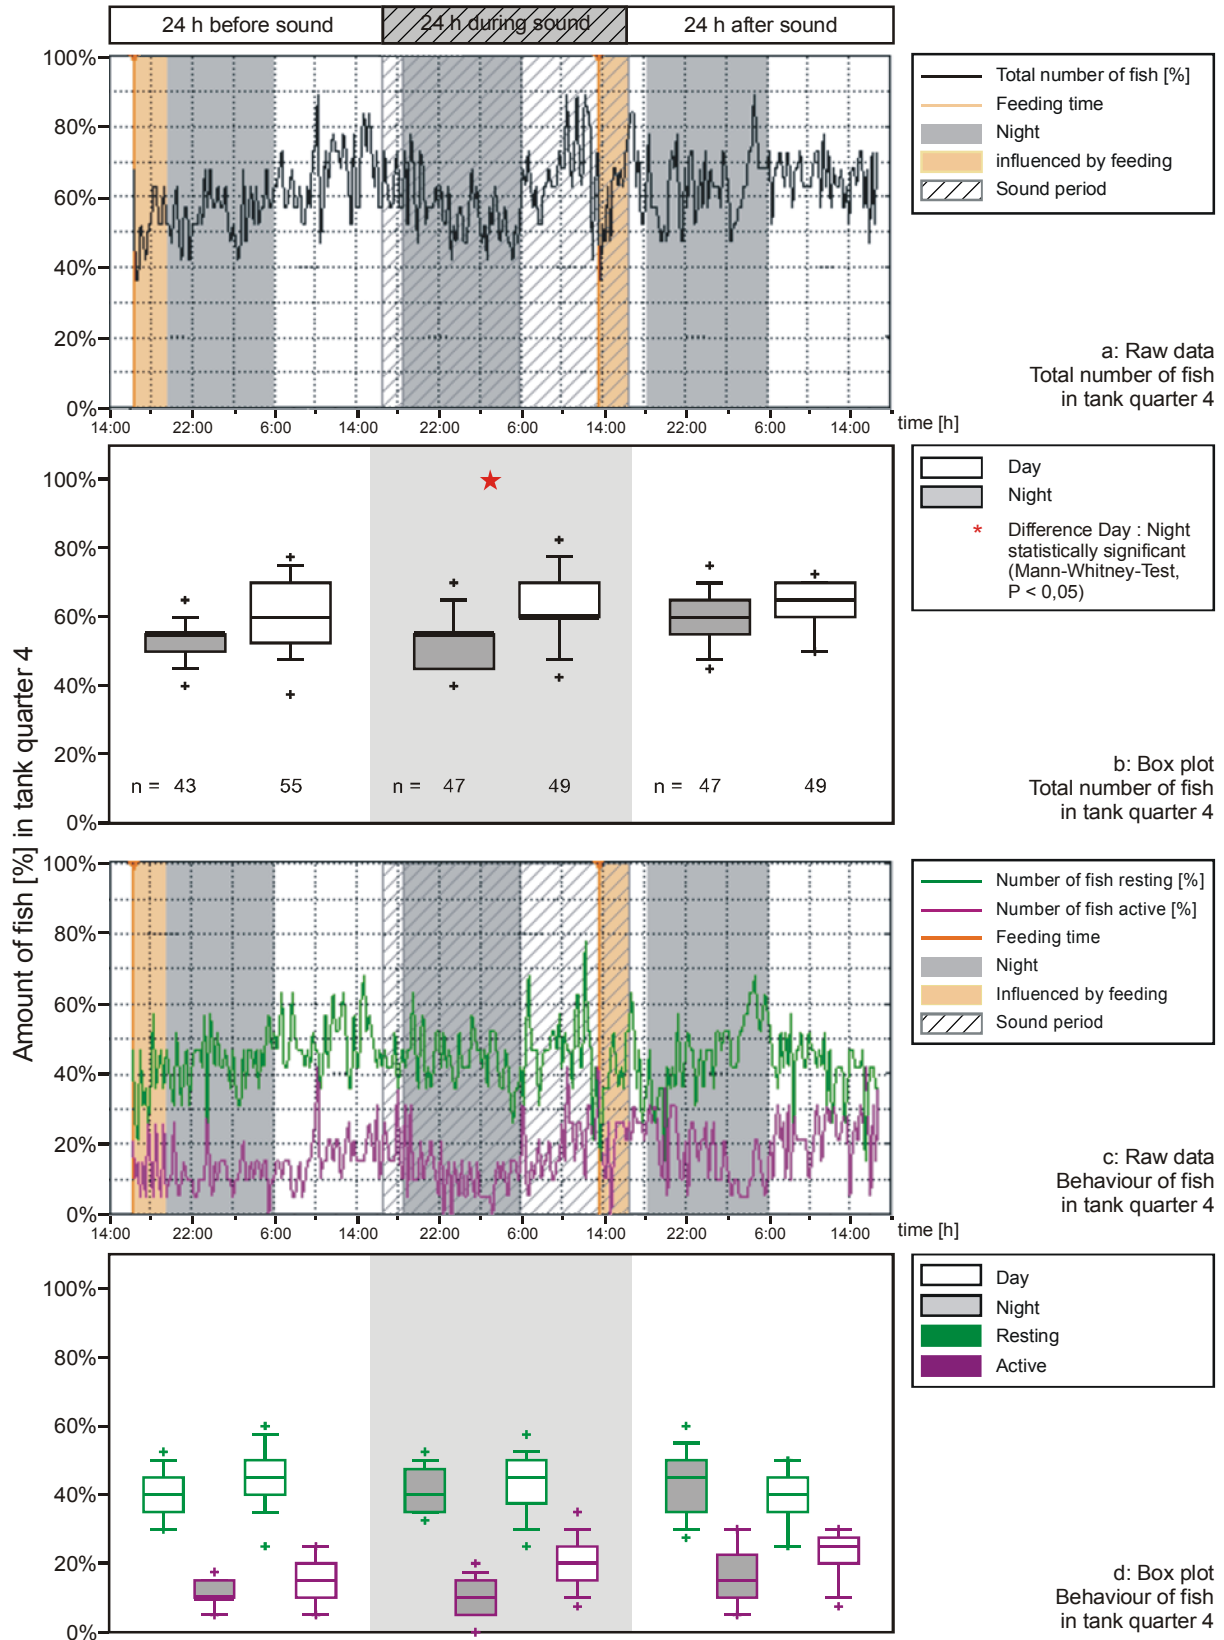 24 h before sound
24 h during sound
24 h after sound
100%
80%
60%
40%
20%
0%
14:00
22:00
6:00
14:00
22:00
6:00
14:00
22:00
6:00
14:00
time [h]
Total number of fish [%]
Feeding time
Night
influenced by feeding
Sound period
a: Raw data
Total number of fish
in tank quarter 4
Amount of fish [%] in tank quarter 4
100%
80%
60%
40%
20%
0%
n = 43
55
n = 47
49
n = 47
49
Day
Night
* Difference Day : Night
statistically significant
(Mann-Whitney-Test,
P < 0,05)
b: Box plot
Total number of fish
in tank quarter 4
100%
80%
60%
40%
20%
0%
14:00
22:00
6:00
14:00
22:00
6:00
14:00
22:00
6:00
14:00
time [h]
Number of fish resting [%]
Number of fish active [%]
Feeding time
Night
Influenced by feeding
Sound period
c: Raw data
Behaviour of fish
in tank quarter 4
100%
80%
60%
40%
20%
0%
Day
Night
Resting
Active
d: Box plot
Behaviour of fish
in tank quarter 4